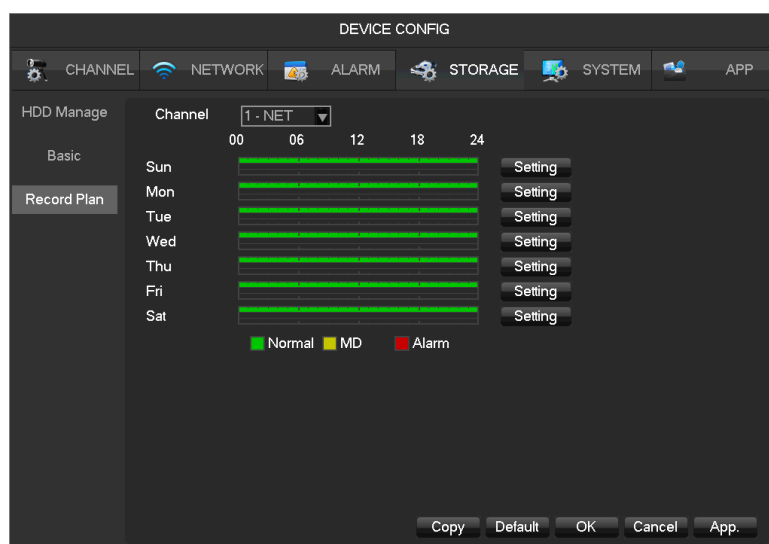 DEVICE CONFIG
CHANNEL NETWORK ALARM STORAGE SYSTEM APP
HDD Manage
Basic
Record Plan
Channel 1 - NET
00 06 12 18 24
Sun Setting
Mon Setting
Tue Setting
Wed Setting
Thu Setting
Fri Setting
Sat Setting
Normal MD Alarm
Copy Default OK Cancel App.